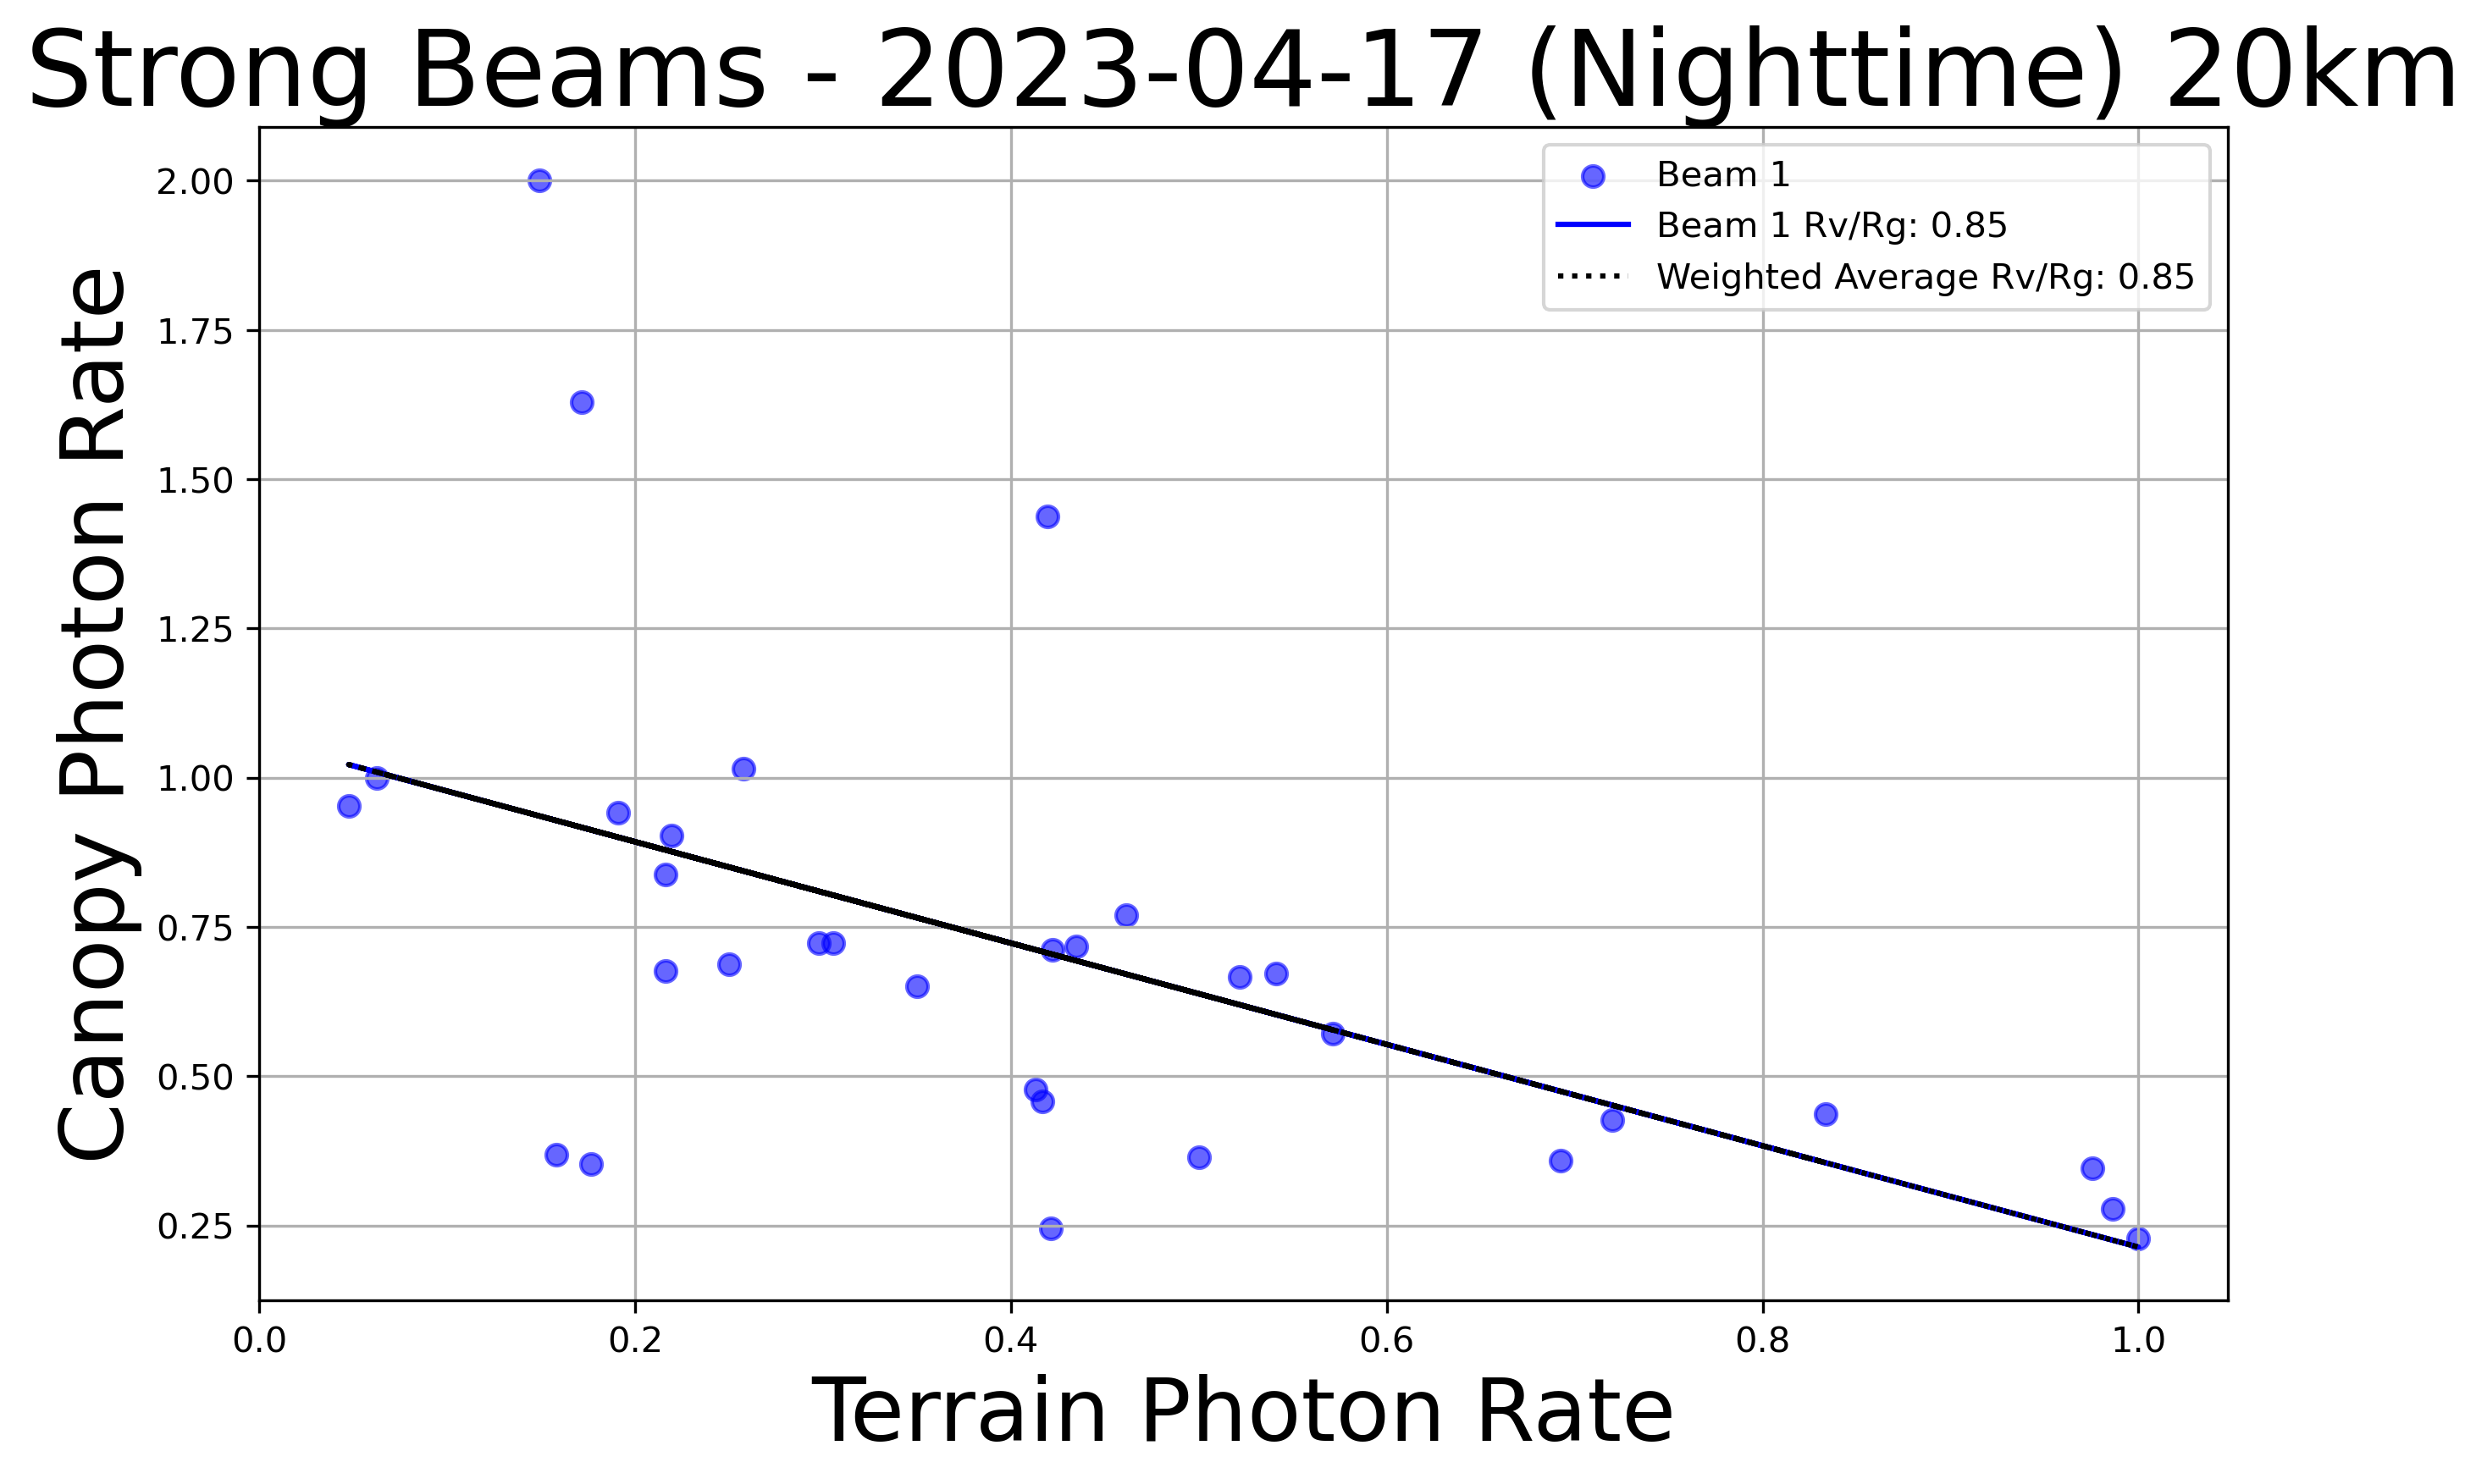 Strong Beams - 2023-04-17 (Nighttime) 20km
Beam 1
Beam 1 Rv/Rg: 0.85
Weighted Average Rv/Rg: 0.85
Canopy Photon Rate
2.00
1.75
1.50
1.25
1.00
0.75
0.50
0.25
0.0 0.2 0.4 0.6 0.8 1.0
Terrain Photon Rate